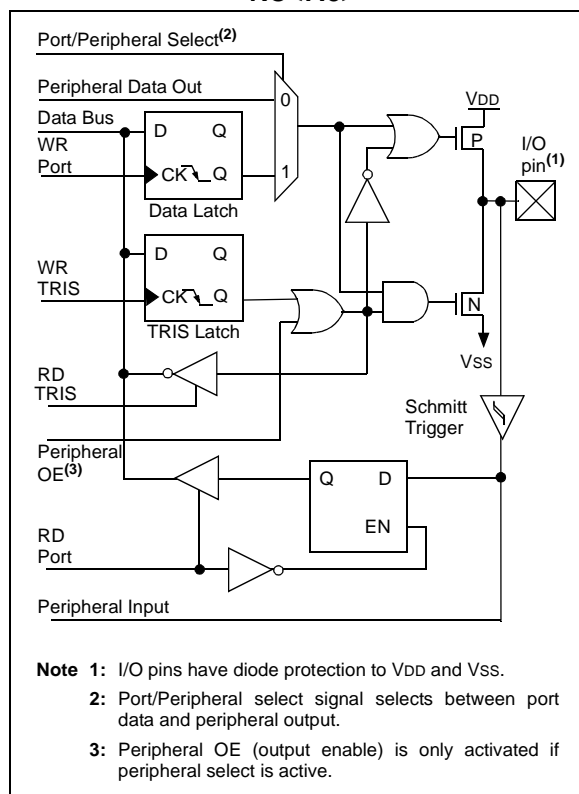 Port/Peripheral Select(2)
Peripheral Data Out
Data Bus
WR
Port
D Q
CK Q
Data Latch
0
1
VDD
P
I/O
pin(1)
WR
TRIS
D Q
CK Q
TRIS Latch
N
VSS
RD
TRIS
Schmitt
Trigger
Peripheral
OE(3)
Q D
EN
RD
Port
Peripheral Input
Note 1: I/O pins have diode protection to VDD and VSS.
2: Port/Peripheral select signal selects between port
data and peripheral output.
3: Peripheral OE (output enable) is only activated if
peripheral select is active.